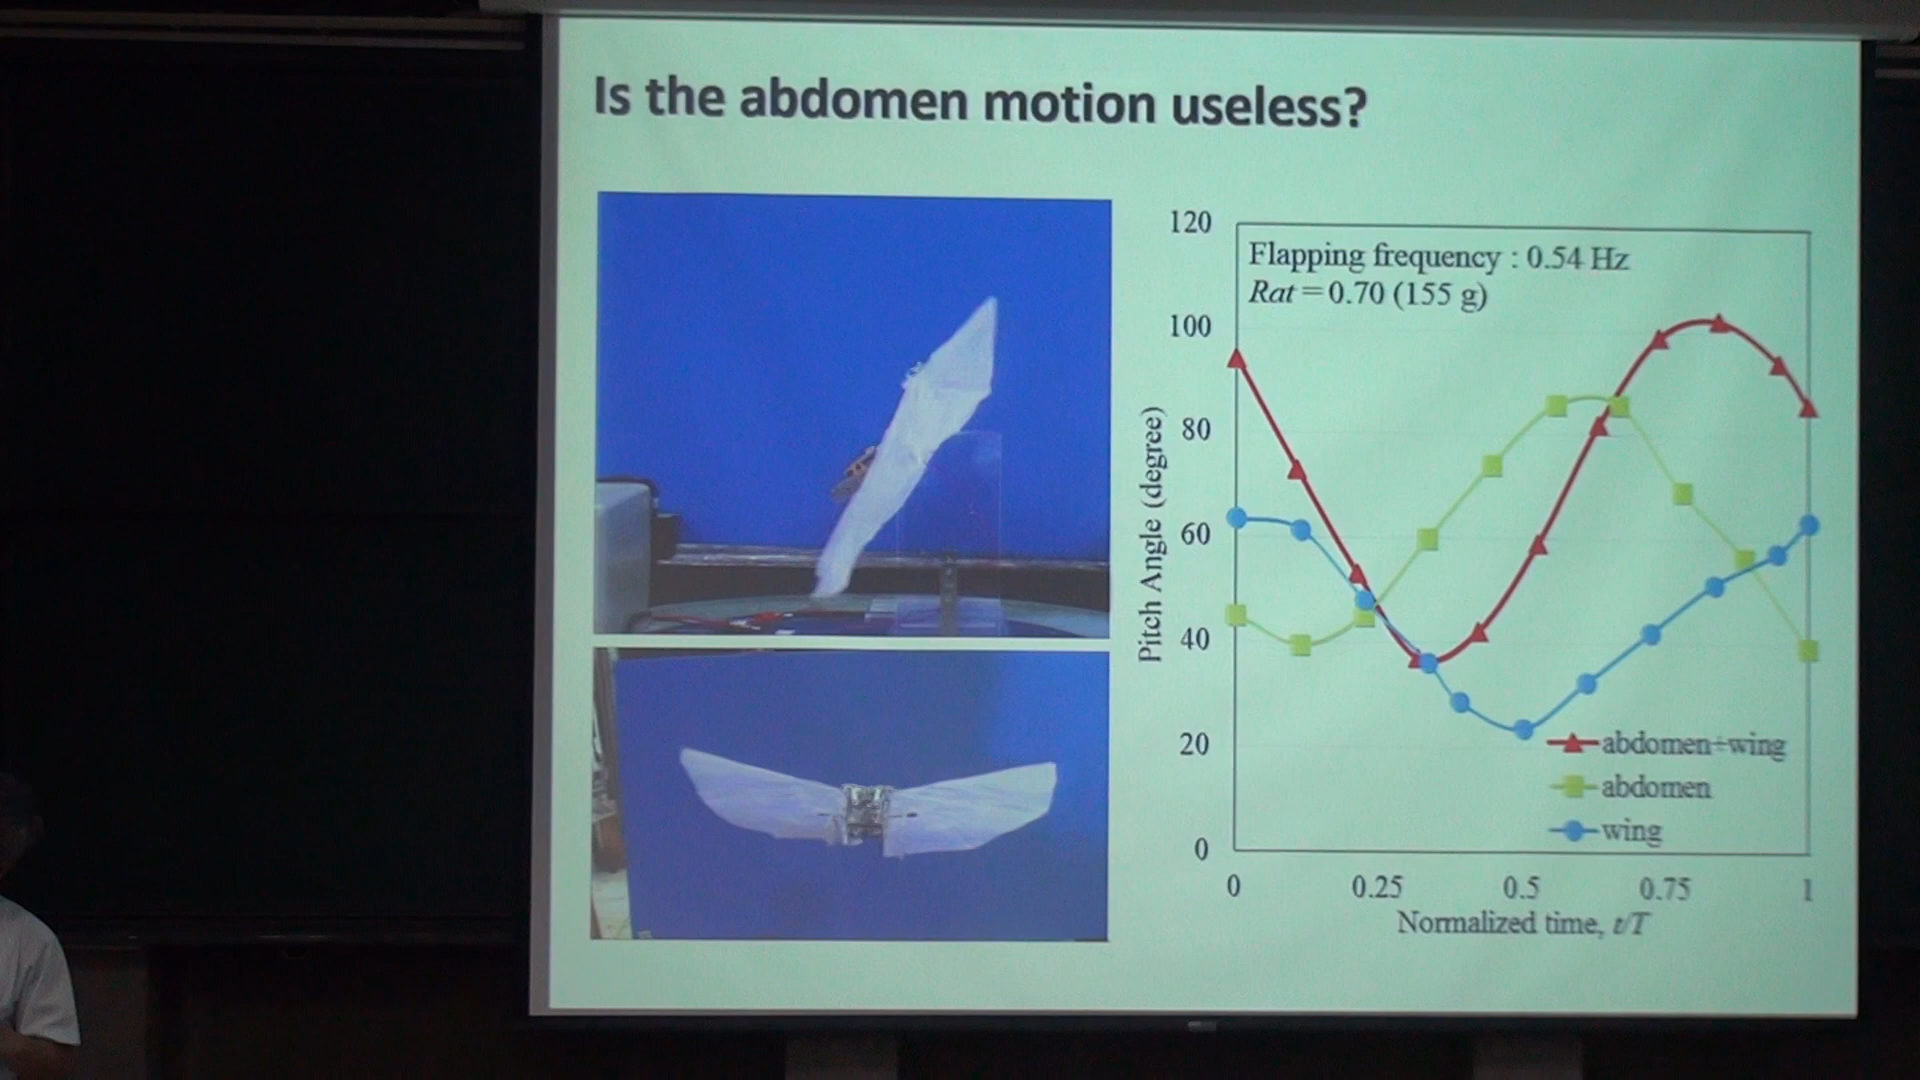 Is the abdomen motion useless?
120
100
80
60
40
20
0
Pitch Angle (degree)
Flapping frequency : 0.54 Hz
Rat=0.70 (155 g)
abdomen+wing
abdomen
wing
0 0.25 0.5 0.75 1
Normalized time, t/T